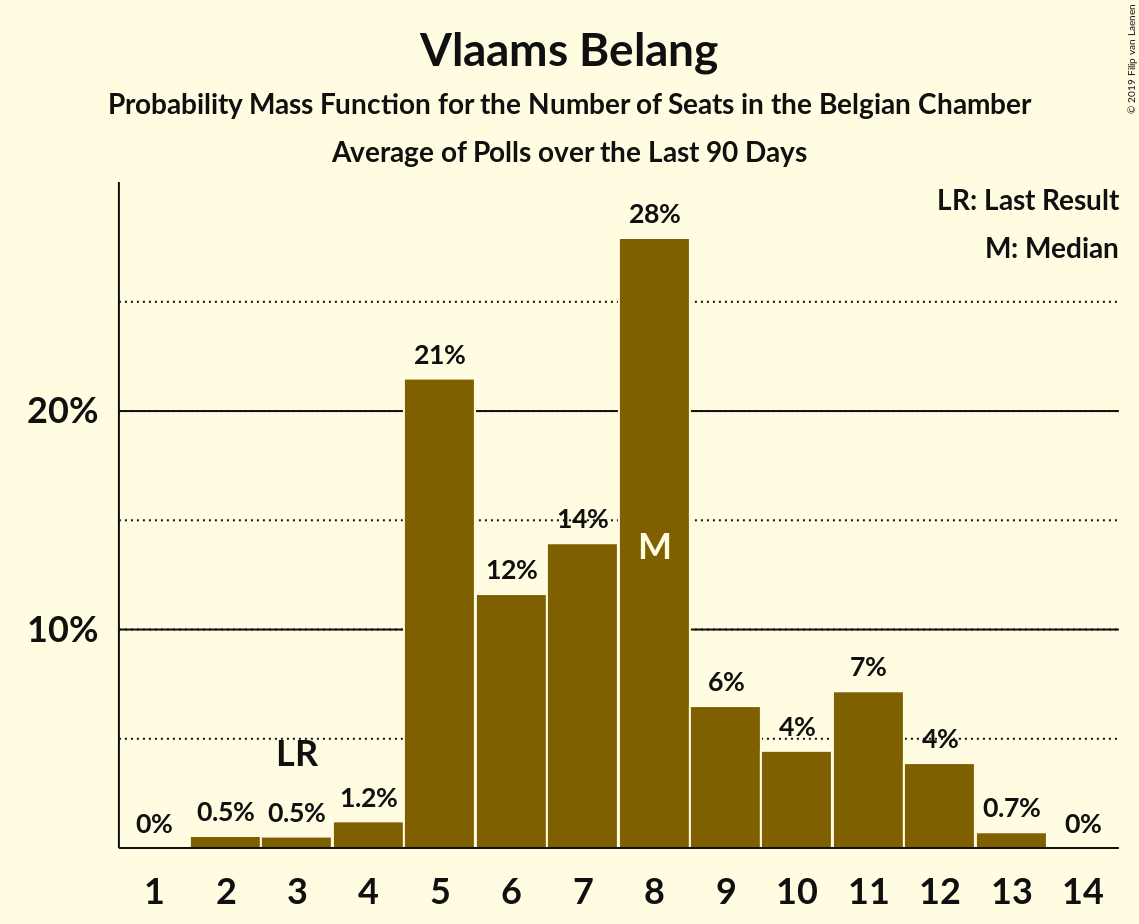 Vlaams Belang
Probability Mass Function for the Number of Seats in the Belgian Chamber
Average of Polls over the Last 90 Days
© 2019 Filip van Laenen
LR: Last Result
M: Median
28%
21%
20%
14%
M
12%
10%
7%
6%
4%
4%
LR
1.2%
0.5%
0.5%
0.7%
0%
0%
1 2 3 4 5 6 7 8 9 10 11 12 13 14